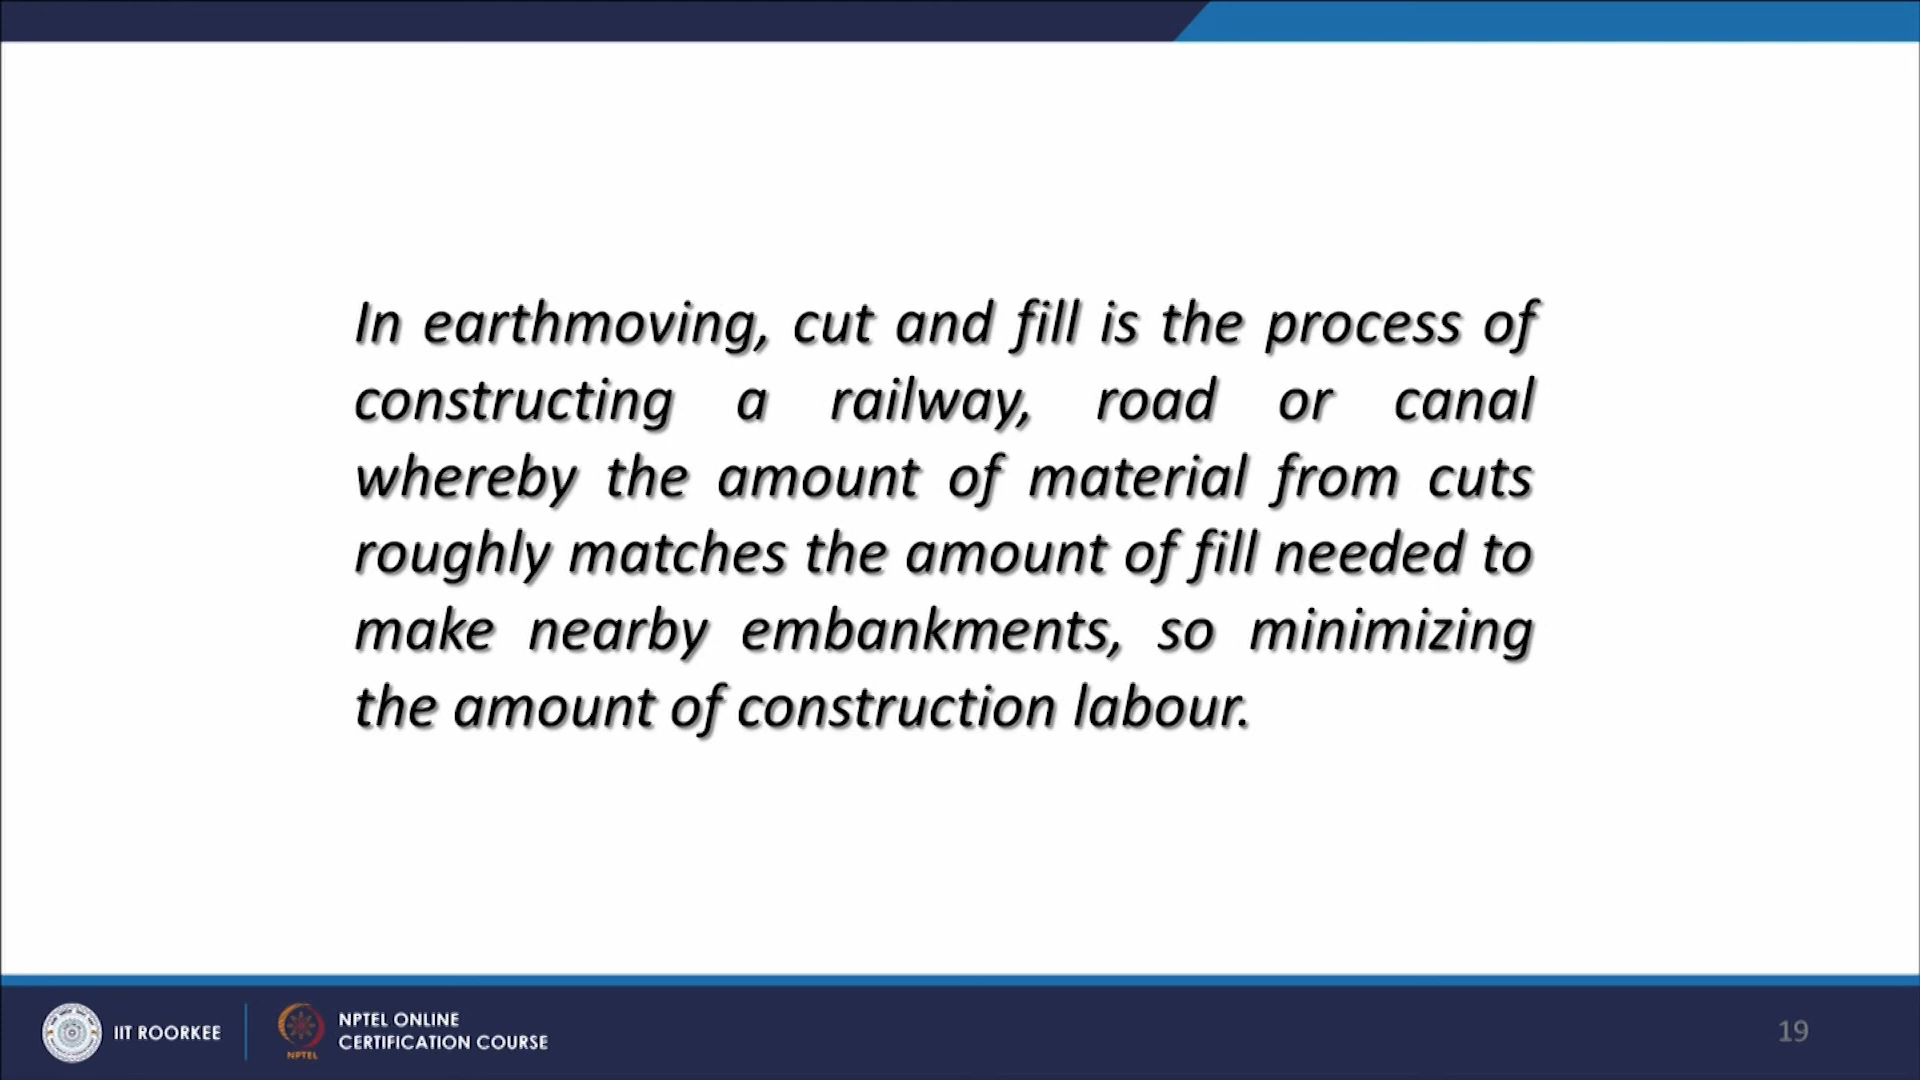 In earthmoving, cut and fill is the process of
constructing a railway, road or canal
whereby the amount of material from cuts
roughly matches the amount of fill needed to
make nearby embankments, so minimizing
the amount of construction labour.
IIT ROORKEE
NPTEL
NPTEL ONLINE
CERTIFICATION COURSE
19